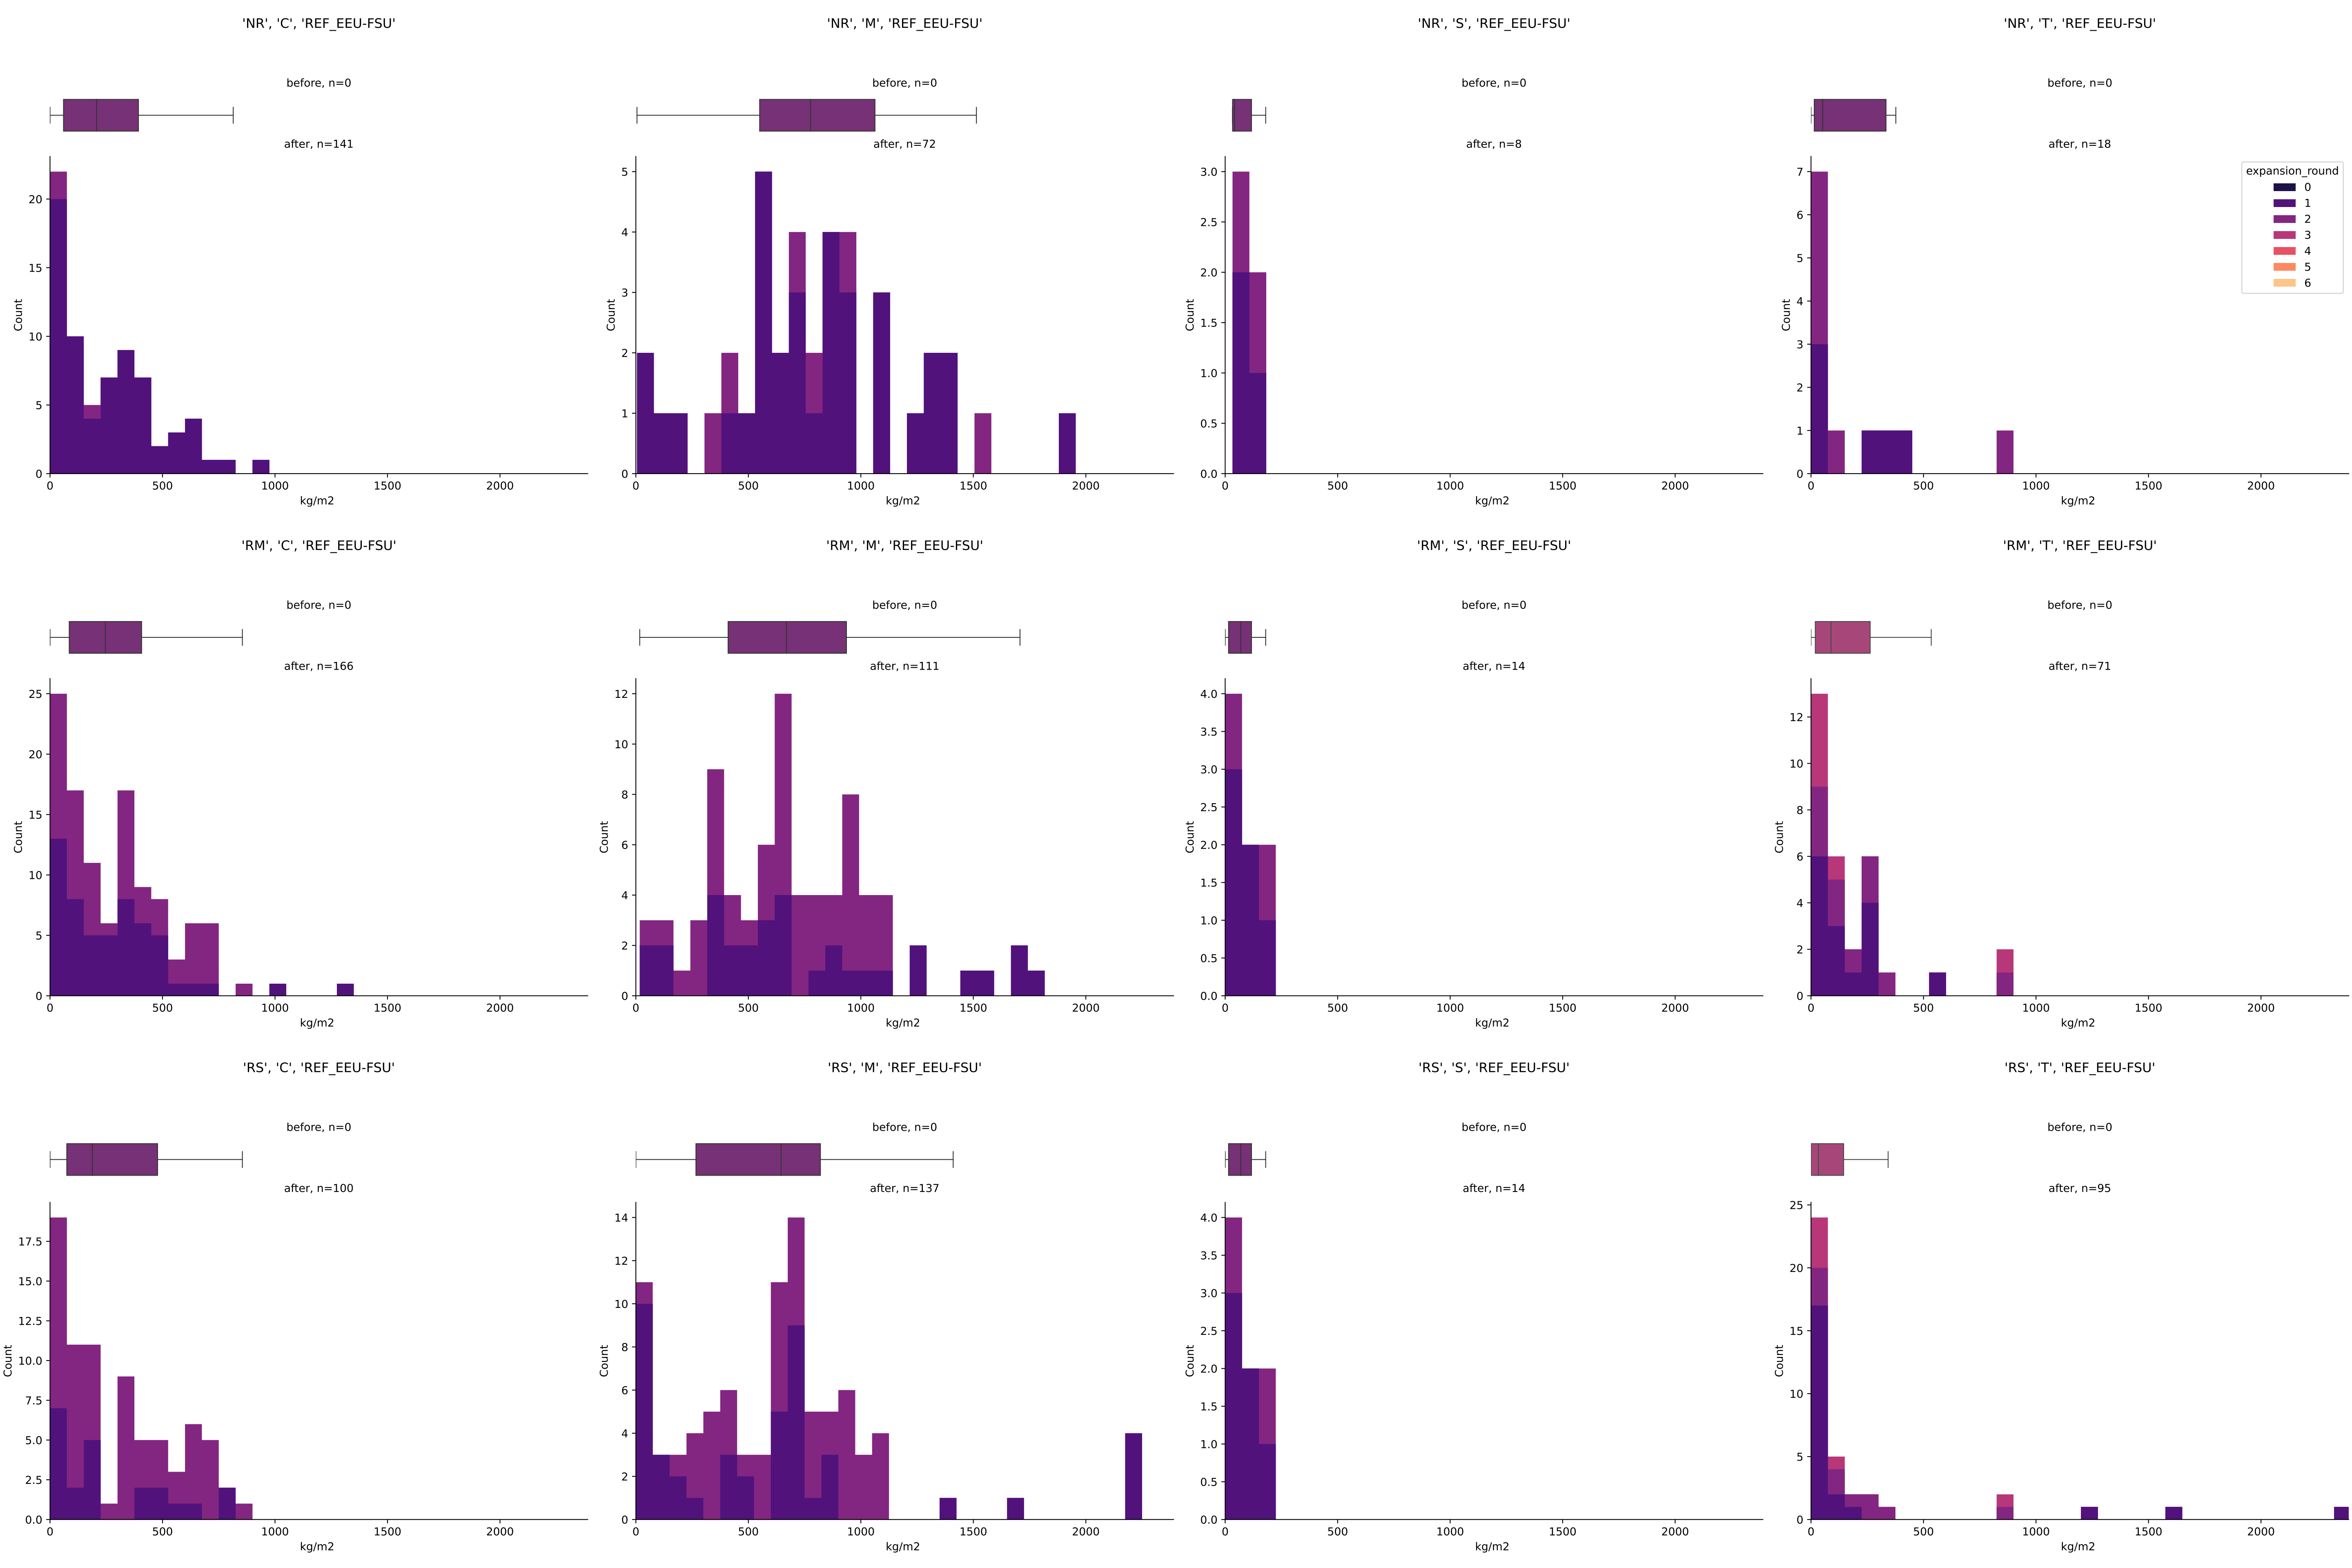 'NR', 'C', 'REF_EEU-FSU'
before, n=0
after, n=141
20
15
10
5
0
Count
0 500 1000 1500 2000
kg/m2
'NR', 'M', 'REF_EEU-FSU'
before, n=0
after, n=72
5
4
3
2
1
0
Count
0 500 1000 1500 2000
kg/m2
'NR', 'S', 'REF_EEU-FSU'
before, n=0
after, n=8
3.0
2.5
2.0
1.5
1.0
0.5
0.0
Count
0 500 1000 1500 2000
kg/m2
'NR', 'T', 'REF_EEU-FSU'
before, n=0
after, n=18
7
6
5
4
3
2
1
0
Count
0 500 1000 1500 2000
kg/m2
expansion_round
0
1
2
3
4
5
6
'RM', 'C', 'REF_EEU-FSU'
before, n=0
after, n=166
25
20
15
10
5
0
Count
0 500 1000 1500 2000
kg/m2
'RM', 'M', 'REF_EEU-FSU'
before, n=0
after, n=111
12
10
8
6
4
2
0
Count
0 500 1000 1500 2000
kg/m2
'RM', 'S', 'REF_EEU-FSU'
before, n=0
after, n=14
4.0
3.5
3.0
2.5
2.0
1.5
1.0
0.5
0.0
Count
0 500 1000 1500 2000
kg/m2
'RM', 'T', 'REF_EEU-FSU'
before, n=0
after, n=71
12
10
8
6
4
2
0
Count
0 500 1000 1500 2000
kg/m2
'RS', 'C', 'REF_EEU-FSU'
before, n=0
after, n=100
17.5
15.0
12.5
10.0
7.5
5.0
2.5
0.0
Count
0 500 1000 1500 2000
kg/m2
'RS', 'M', 'REF_EEU-FSU'
before, n=0
after, n=137
14
12
10
8
6
4
2
0
Count
0 500 1000 1500 2000
kg/m2
'RS', 'S', 'REF_EEU-FSU'
before, n=0
after, n=14
4.0
3.5
3.0
2.5
2.0
1.5
1.0
0.5
0.0
Count
0 500 1000 1500 2000
kg/m2
'RS', 'T', 'REF_EEU-FSU'
before, n=0
after, n=95
25
20
15
10
5
0
Count
0 500 1000 1500 2000
kg/m2